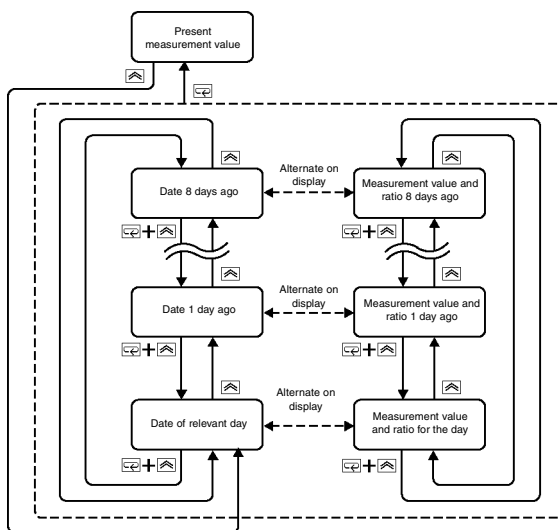 Present
measurement value
Date 8 days ago
Alternate on
display
Measurement value and
ratio 8 days ago
+
+
Date 1 day ago
Alternate on
display
Measurement value and
ratio 1 day ago
+
+
Date of relevant day
Alternate on
display
Measurement value
and ratio for the day
+
+